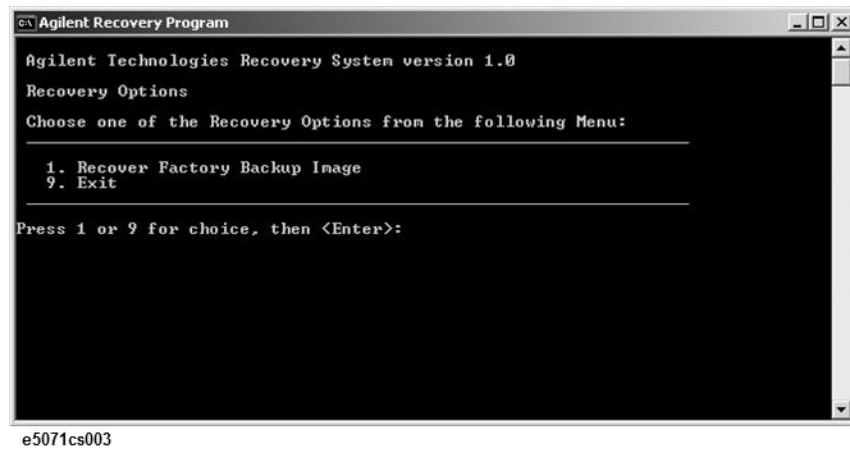 Agilent Recovery Program
Agilent Technologies Recovery System version 1.0
Recovery Options
Choose one of the Recovery Options from the following Menu:
1. Recover Factory Backup Image
9. Exit
Press 1 or 9 for choice, then <Enter>:
e5071cs003